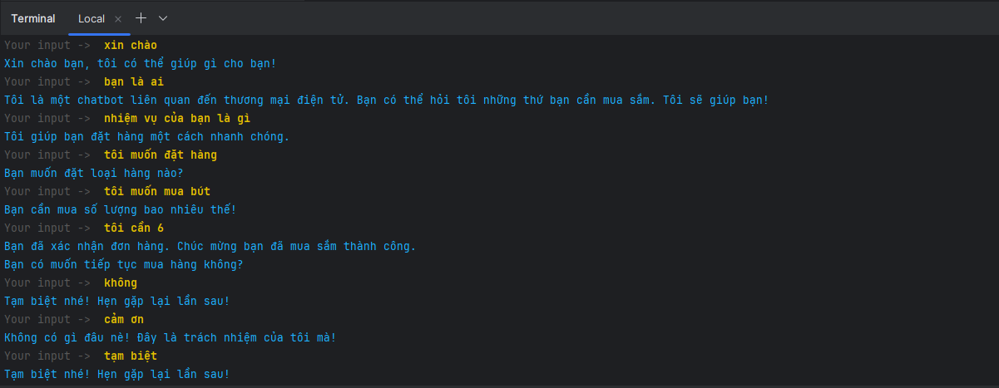 Terminal Local
Your input -> xin chào
Xin chào bạn, tôi có thể giúp gì cho bạn!
Your input -> bạn là ai
Tôi là một chatbot liên quan đến thương mại điện tử. Bạn có thể hỏi tôi những thứ bạn cần mua sắm. Tôi sẽ giúp bạn!
Your input -> nhiệm vụ của bạn là gì
Tôi giúp bạn đặt hàng một cách nhanh chóng.
Your input -> tôi muốn đặt hàng
Bạn muốn đặt loại hàng nào?
Your input -> tôi muốn mua bút
Bạn cần mua số lượng bao nhiêu thế!
Your input -> tôi cần 6
Bạn đã xác nhận đơn hàng. Chúc mừng bạn đã mua sắm thành công.
Bạn có muốn tiếp tục mua hàng không?
Your input -> không
Tạm biệt nhé! Hẹn gặp lại lần sau!
Your input -> cảm ơn
Không có gì đâu nè! Đây là trách nhiệm của tôi mà!
Your input -> tạm biệt
Tạm biệt nhé! Hẹn gặp lại lần sau!